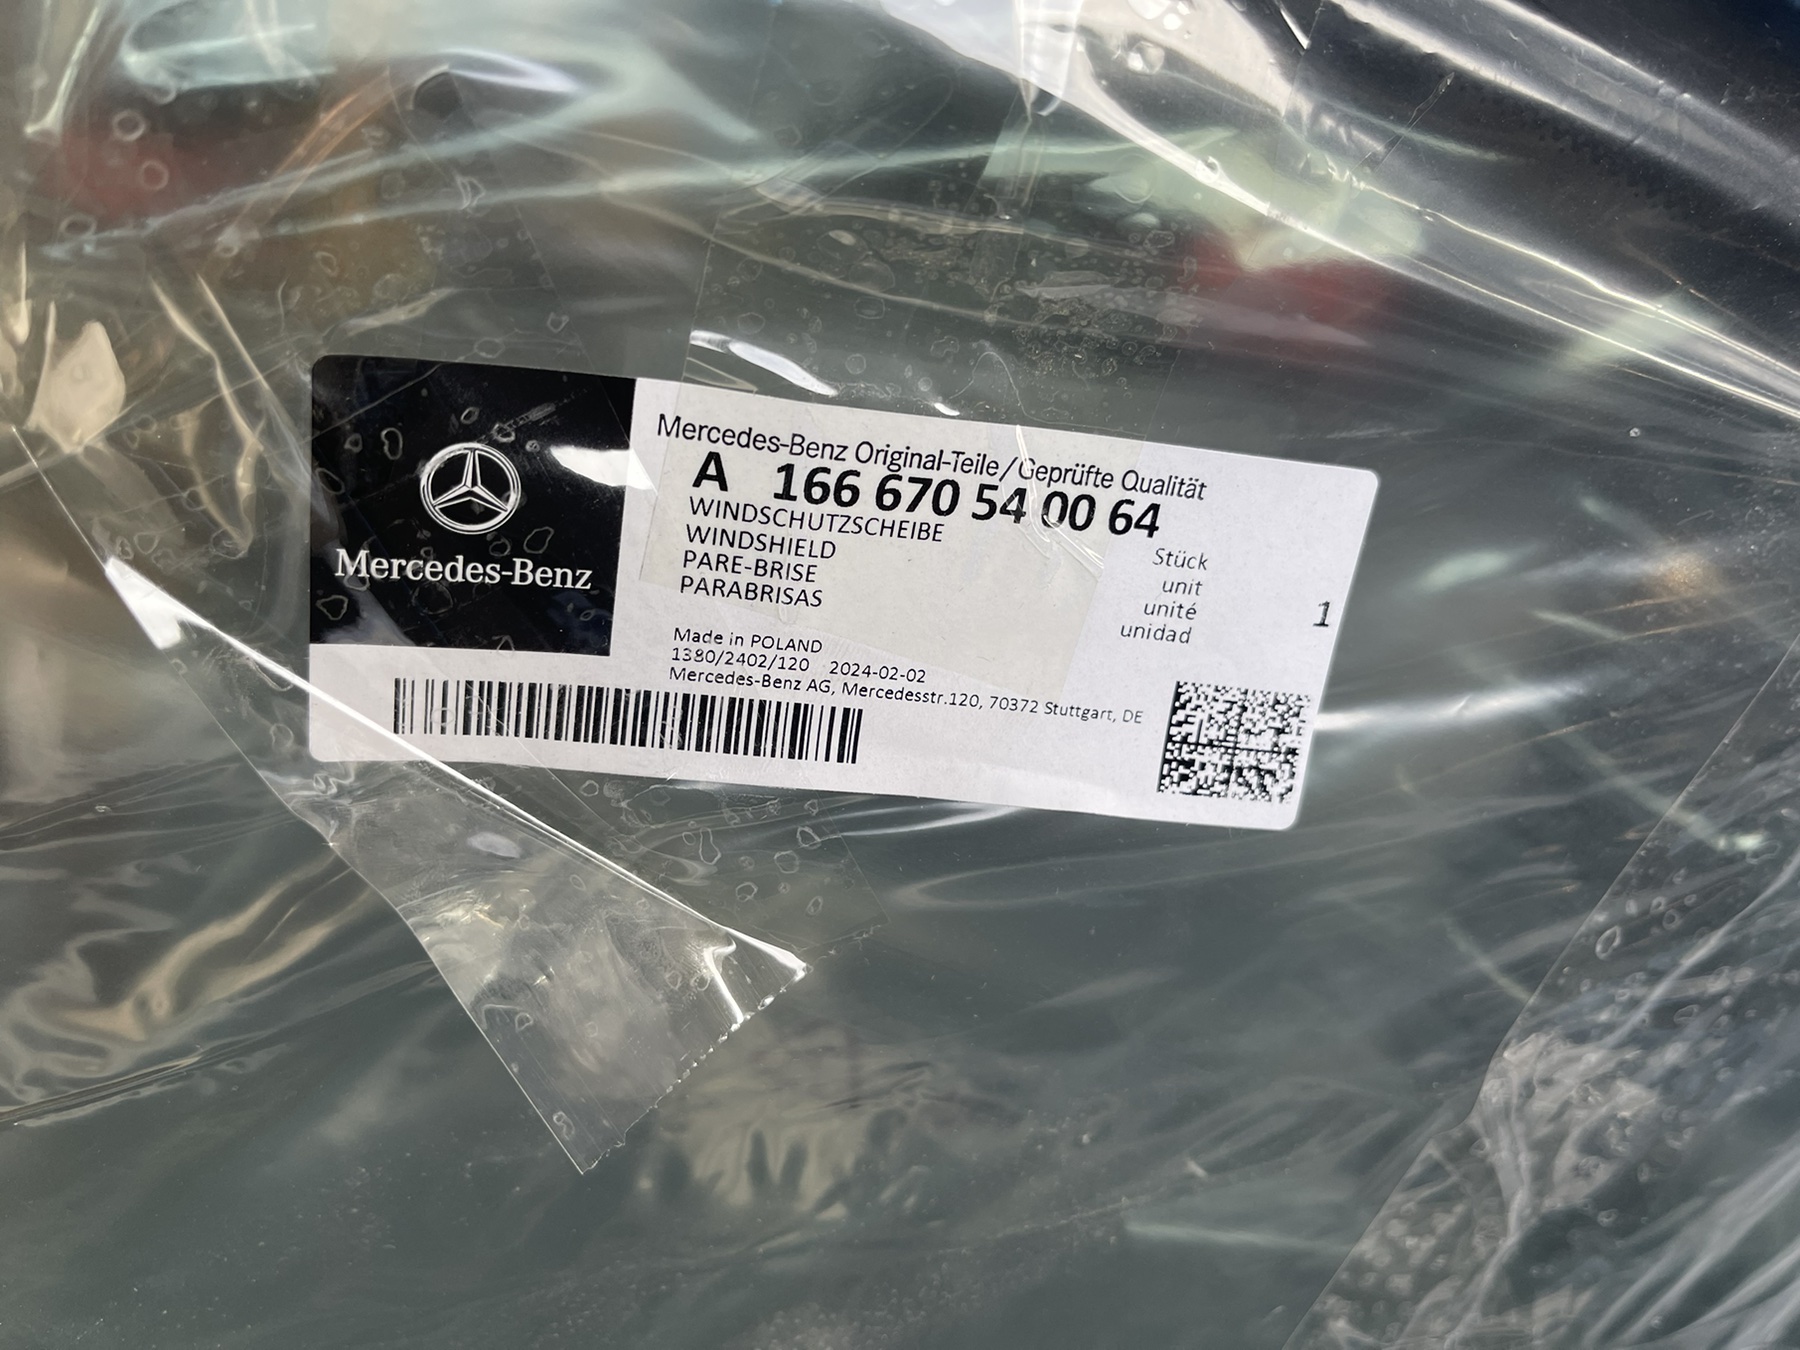 Mercedes-Benz
Mercedes-Benz Original-Teile/Geprüfte Qualität
A 166 670 54 00 64
WINDSCHUTZSCHEIBE
WINDSHIELD
PARE-BRISE
PARABRISAS
Stück
unit
unité
unidad
1
Made in POLAND
1380/2402/120 2024-02-02
Mercedes-Benz AG, Mercedesstr.120, 70372 Stuttgart, DE